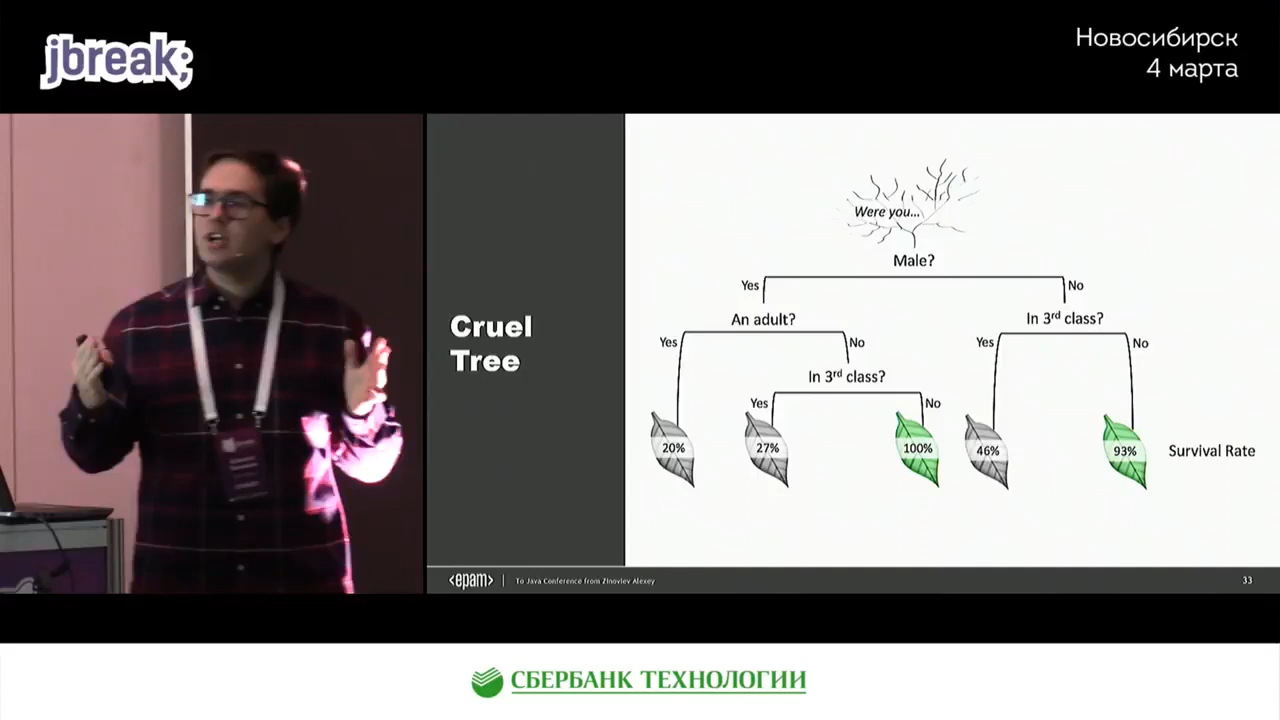 jbreak;
Новосибирск
4 марта
Cruel
Tree
Were you...
Male?
Yes
No
An adult?
In 3rd class?
Yes
No
Yes
No
In 3rd class?
Yes
No
20%
27%
100%
46%
93%
Survival Rate
<epam>
To Java Conference from Zinoviev Alexey
33
СБЕРБАНК ТЕХНОЛОГИИ